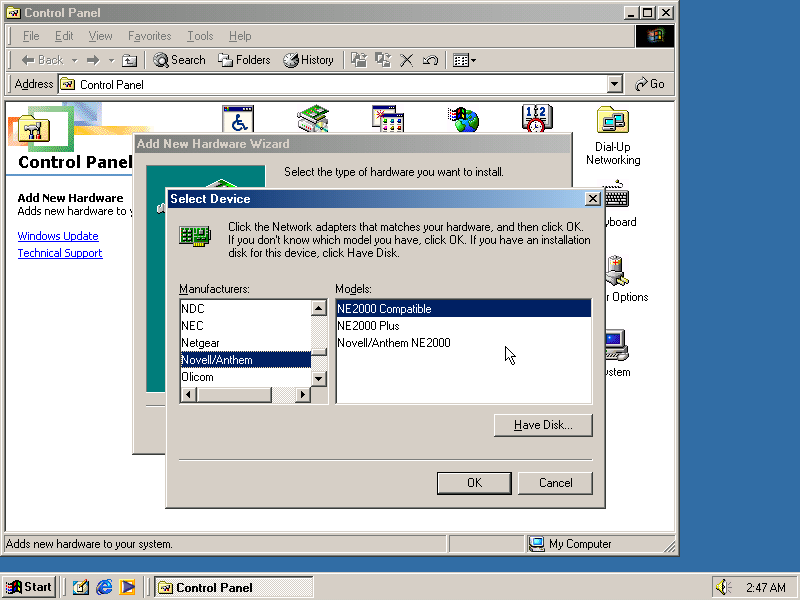 Control Panel
File Edit View Favorites Tools Help
Back Search Folders History
Address Control Panel Go
Control Panel
Add New Hardware
Adds new hardware to y
Windows Update
Technical Support
Dial-Up
Networking
yboard
r Options
stem
Add New Hardware Wizard
Select the type of hardware you want to install.
Select Device
Click the Network adapters that matches your hardware, and then click OK.
If you don't know which model you have, click OK. If you have an installation
disk for this device, click Have Disk.
Manufacturers:
NDC
NEC
Netgear
Novell/Anthem
Olicom
Models:
NE2000 Compatible
NE2000 Plus
Novell/Anthem NE2000
Have Disk...
OK Cancel
Adds new hardware to your system. My Computer
Start Control Panel 2:47 AM